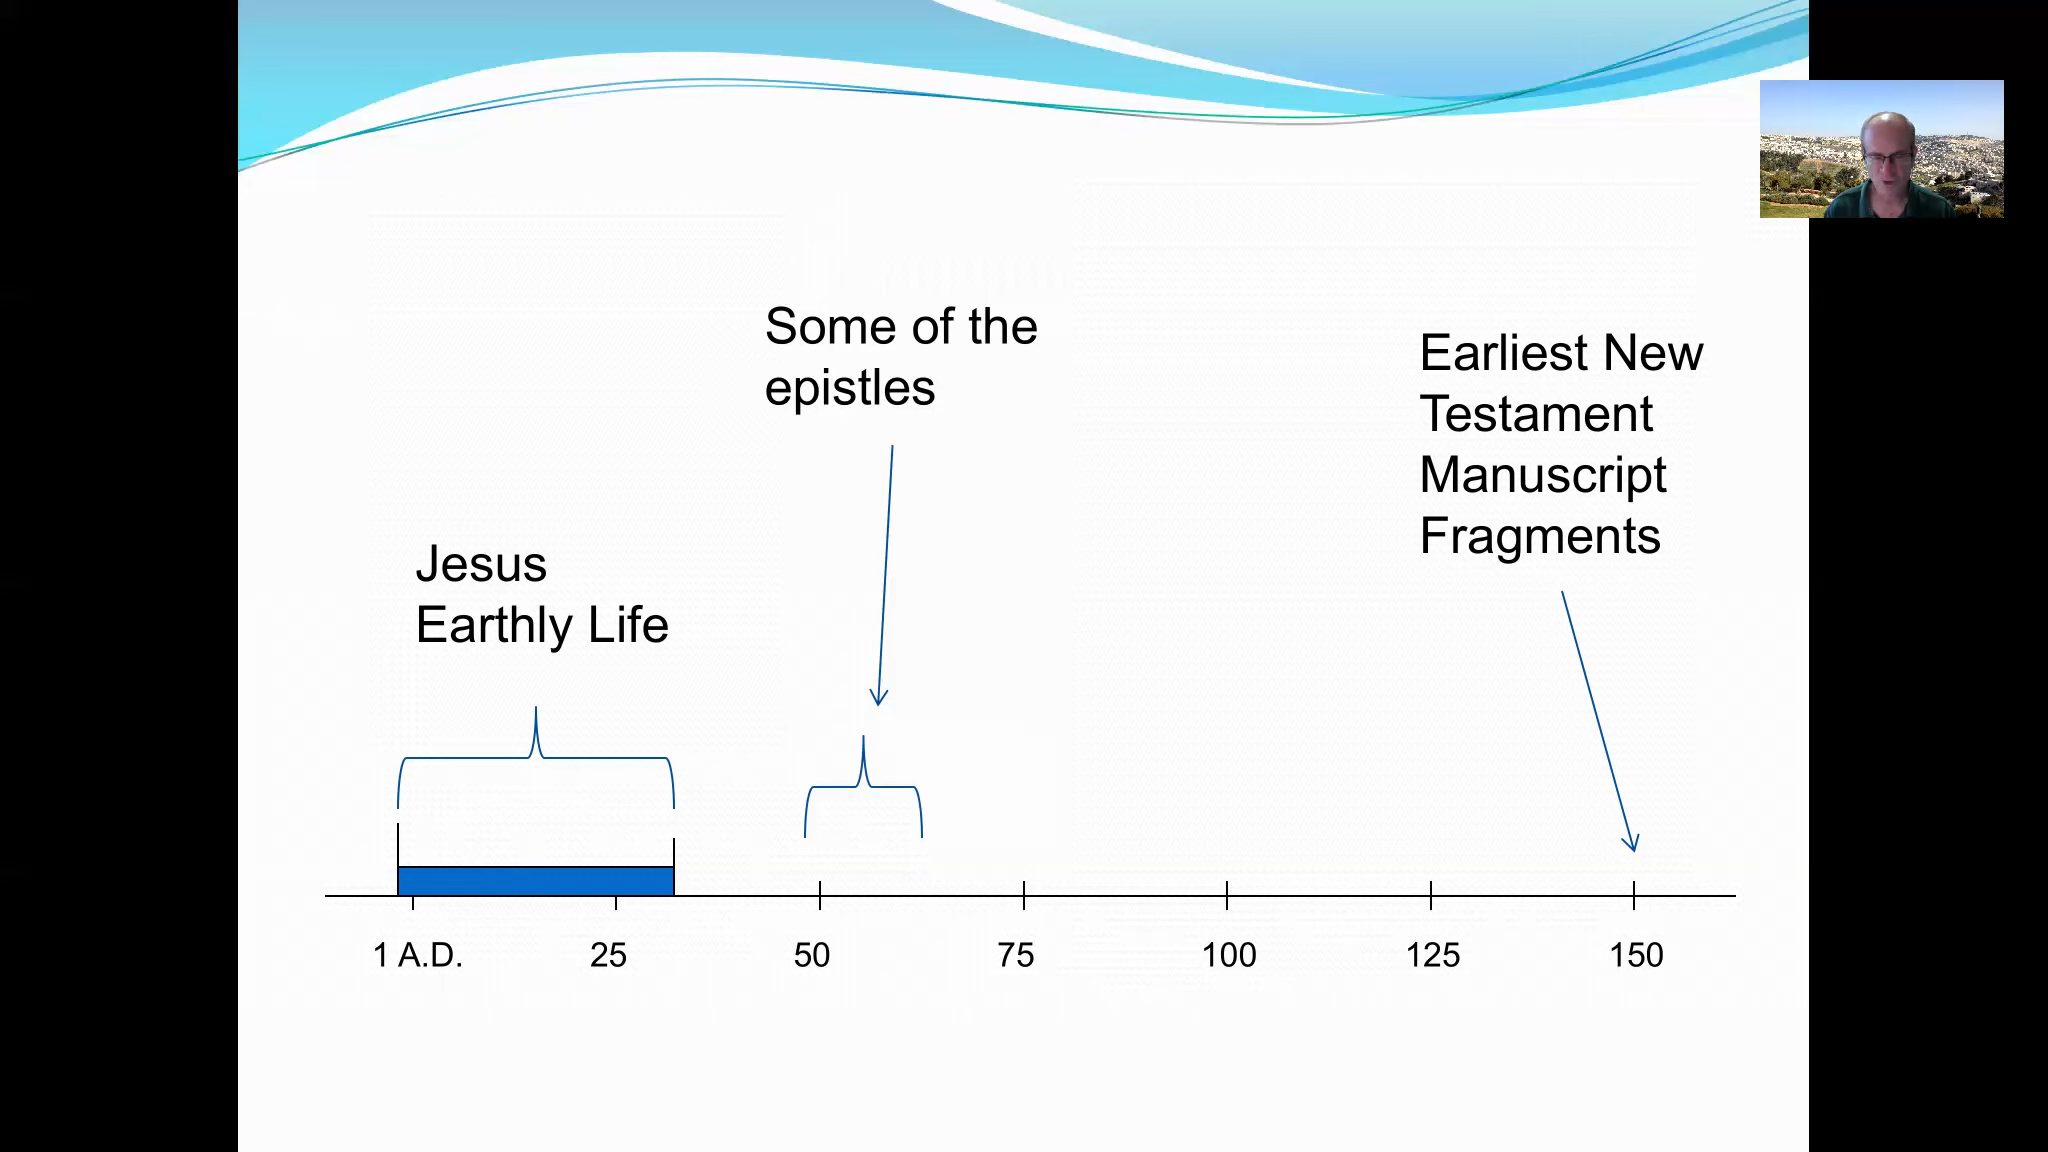 Some of the
epistles
Earliest New
Testament
Manuscript
Fragments
Jesus
Earthly Life
1 A.D.
25
50
75
100
125
150